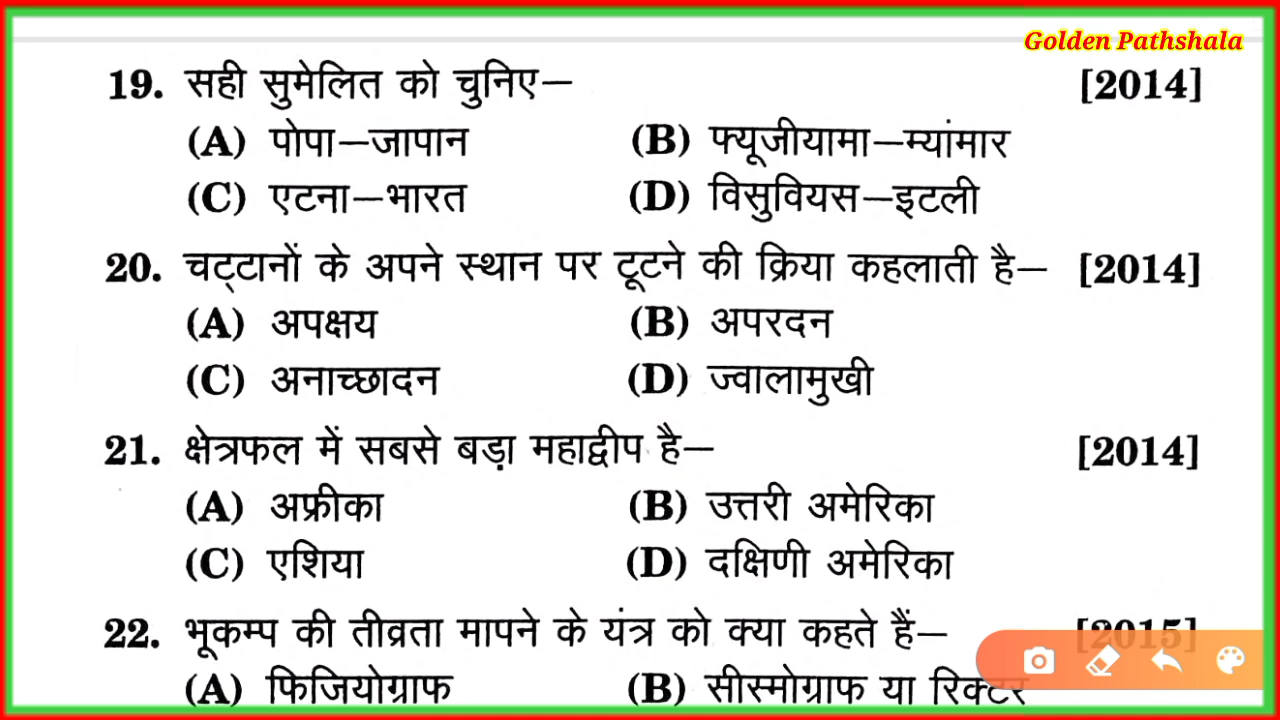 Golden Pathshala
19. सही सुमेलित को चुनिए— [2014]
(A) पोपा—जापान (B) फ्यूजीयामा—म्यांमार
(C) एटना—भारत (D) विसुवियस—इटली
20. चट्टानों के अपने स्थान पर टूटने की क्रिया कहलाती है— [2014]
(A) अपक्षय (B) अपरदन
(C) अनाच्छादन (D) ज्वालामुखी
21. क्षेत्रफल में सबसे बड़ा महाद्वीप है— [2014]
(A) अफ्रीका (B) उत्तरी अमेरिका
(C) एशिया (D) दक्षिणी अमेरिका
22. भूकम्प की तीव्रता मापने के यंत्र को क्या कहते हैं— [2015]
(A) फिजियोग्राफ (B) सीस्मोग्राफ या रिक्टर